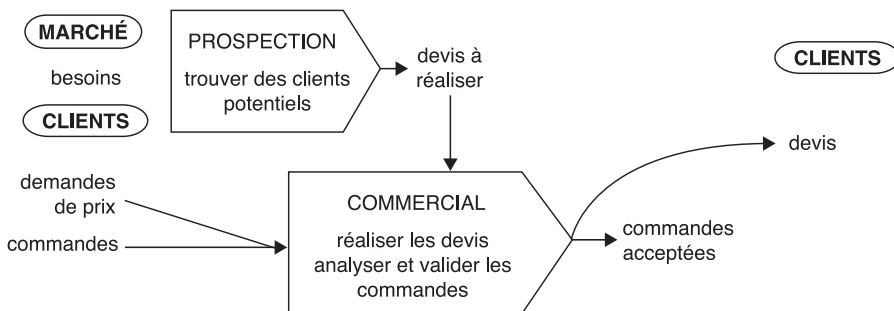 MARCHÉ
besoins
CLIENTS
PROSPECTION
trouver des clients
potentiels
devis à
réaliser
CLIENTS
devis
demandes
de prix
commandes
COMMERCIAL
réaliser les devis
analyser et valider les
commandes
commandes
acceptées